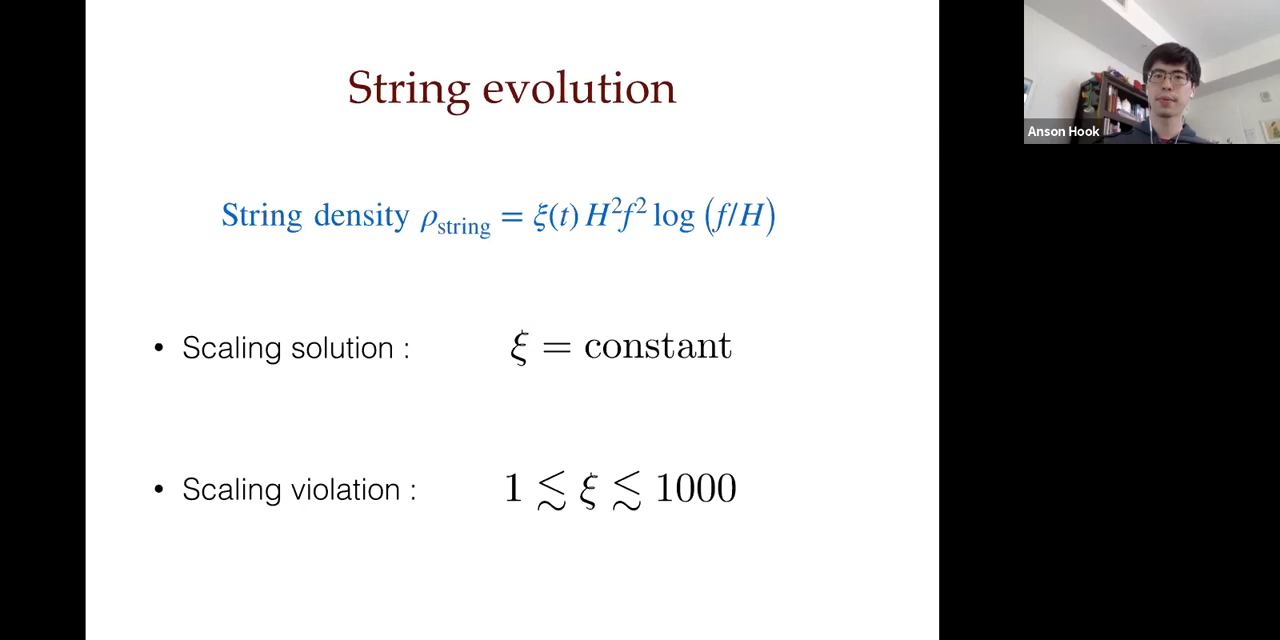 String evolution
String density ρ_string = ξ(t) H²f² log (f/H)
• Scaling solution : ξ = constant
• Scaling violation : 1 ≲ ξ ≲ 1000
Anson Hook